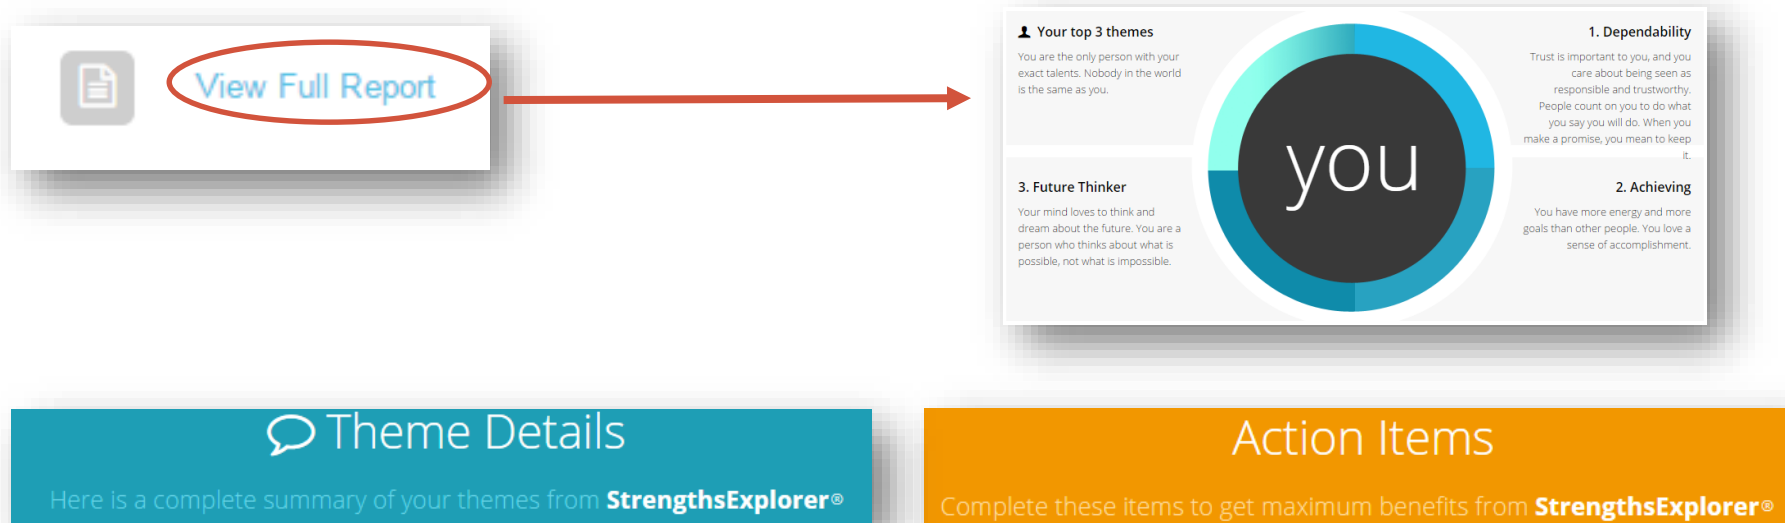 View Full Report
Your top 3 themes
You are the only person with your
exact talents. Nobody in the world
is the same as you.
1. Dependability
Trust is important to you, and you
care about being seen as
responsible and trustworthy.
People count on you to do what
you say you will do. When you
make a promise, you mean to keep
it.
you
3. Future Thinker
Your mind loves to think and
dream about the future. You are a
person who thinks about what is
possible, not what is impossible.
2. Achieving
You have more energy and more
goals than other people. You love a
sense of accomplishment.
Theme Details
Here is a complete summary of your themes from StrengthsExplorer®
Action Items
Complete these items to get maximum benefits from StrengthsExplorer®